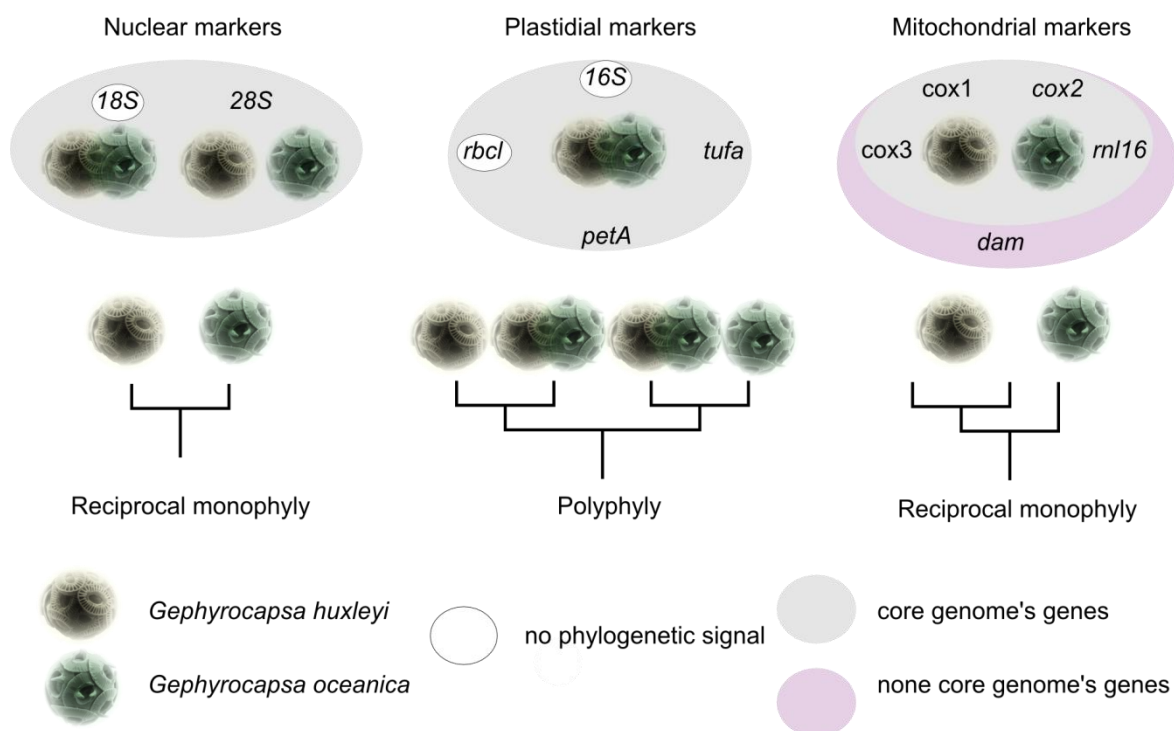 Nuclear markers
Plastidial markers
Mitochondrial markers
18S
28S
16S
rbcl
tufa
petA
cox1
cox2
cox3
rnl16
dam
Reciprocal monophyly
Polyphyly
Reciprocal monophyly
Gephyrocapsa huxleyi
Gephyrocapsa oceanica
no phylogenetic signal
core genome's genes
none core genome's genes